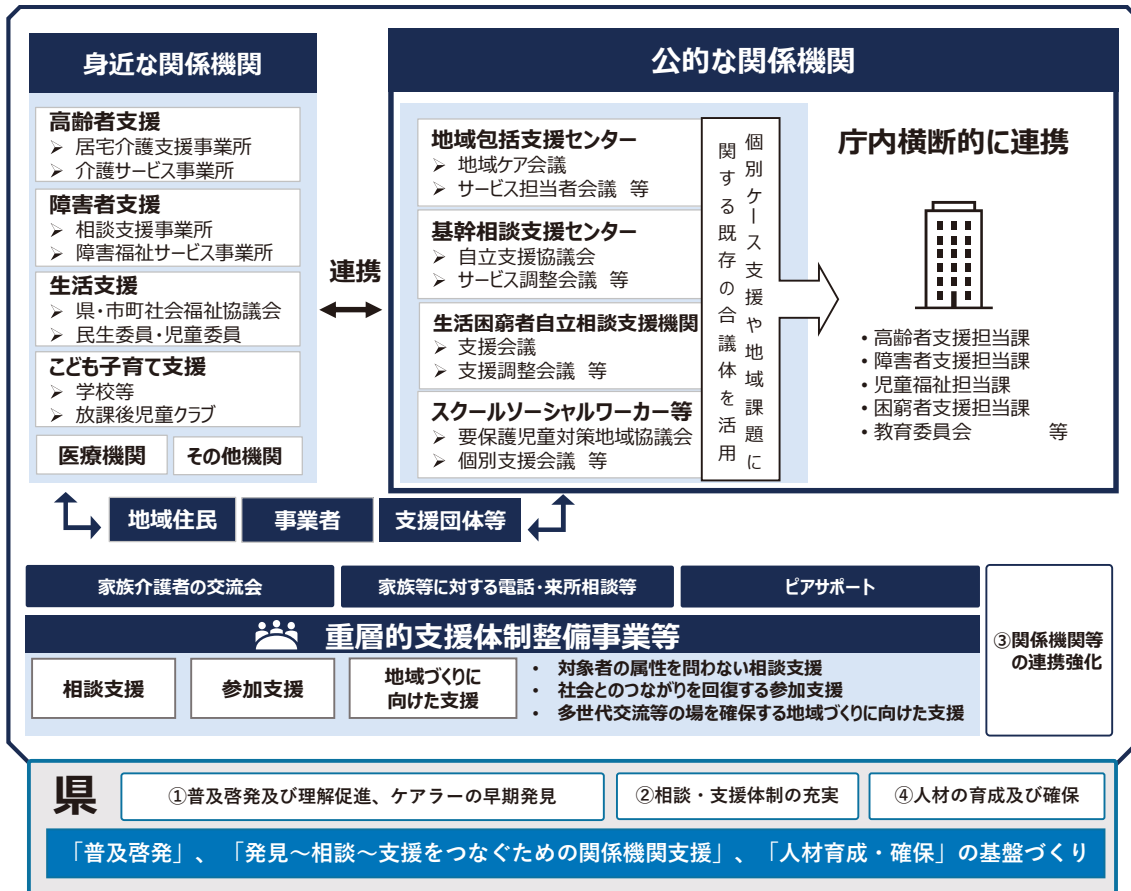 身近な関係機関
高齢者支援
➢ 居宅介護支援事業所
➢ 介護サービス事業所
障害者支援
➢ 相談支援事業所
➢ 障害福祉サービス事業所
生活支援
➢ 県・市町社会福祉協議会
➢ 民生委員・児童委員
こども子育て支援
➢ 学校等
➢ 放課後児童クラブ
医療機関
その他機関
連携
公的な関係機関
地域包括支援センター
➢ 地域ケア会議
➢ サービス担当者会議 等
基幹相談支援センター
➢ 自立支援協議会
➢ サービス調整会議 等
生活困窮者自立相談支援機関
➢ 支援会議
➢ 支援調整会議 等
スクールソーシャルワーカー等
➢ 要保護児童対策地域協議会
➢ 個別支援会議 等
個別ケース支援や地域課題に
関する既存の合議体を活用
庁内横断的に連携
・高齢者支援担当課
・障害者支援担当課
・児童福祉担当課
・困窮者支援担当課
・教育委員会 等
地域住民
事業者
支援団体等
家族介護者の交流会
家族等に対する電話・来所相談等
ピアサポート
重層的支援体制整備事業等
相談支援
参加支援
地域づくりに
向けた支援
・ 対象者の属性を問わない相談支援
・ 社会とのつながりを回復する参加支援
・ 多世代交流等の場を確保する地域づくりに向けた支援
③関係機関等
の連携強化
県
①普及啓発及び理解促進、ケアラーの早期発見
②相談・支援体制の充実
④人材の育成及び確保
「普及啓発」、「発見～相談～支援をつなぐための関係機関支援」、「人材育成・確保」の基盤づくり